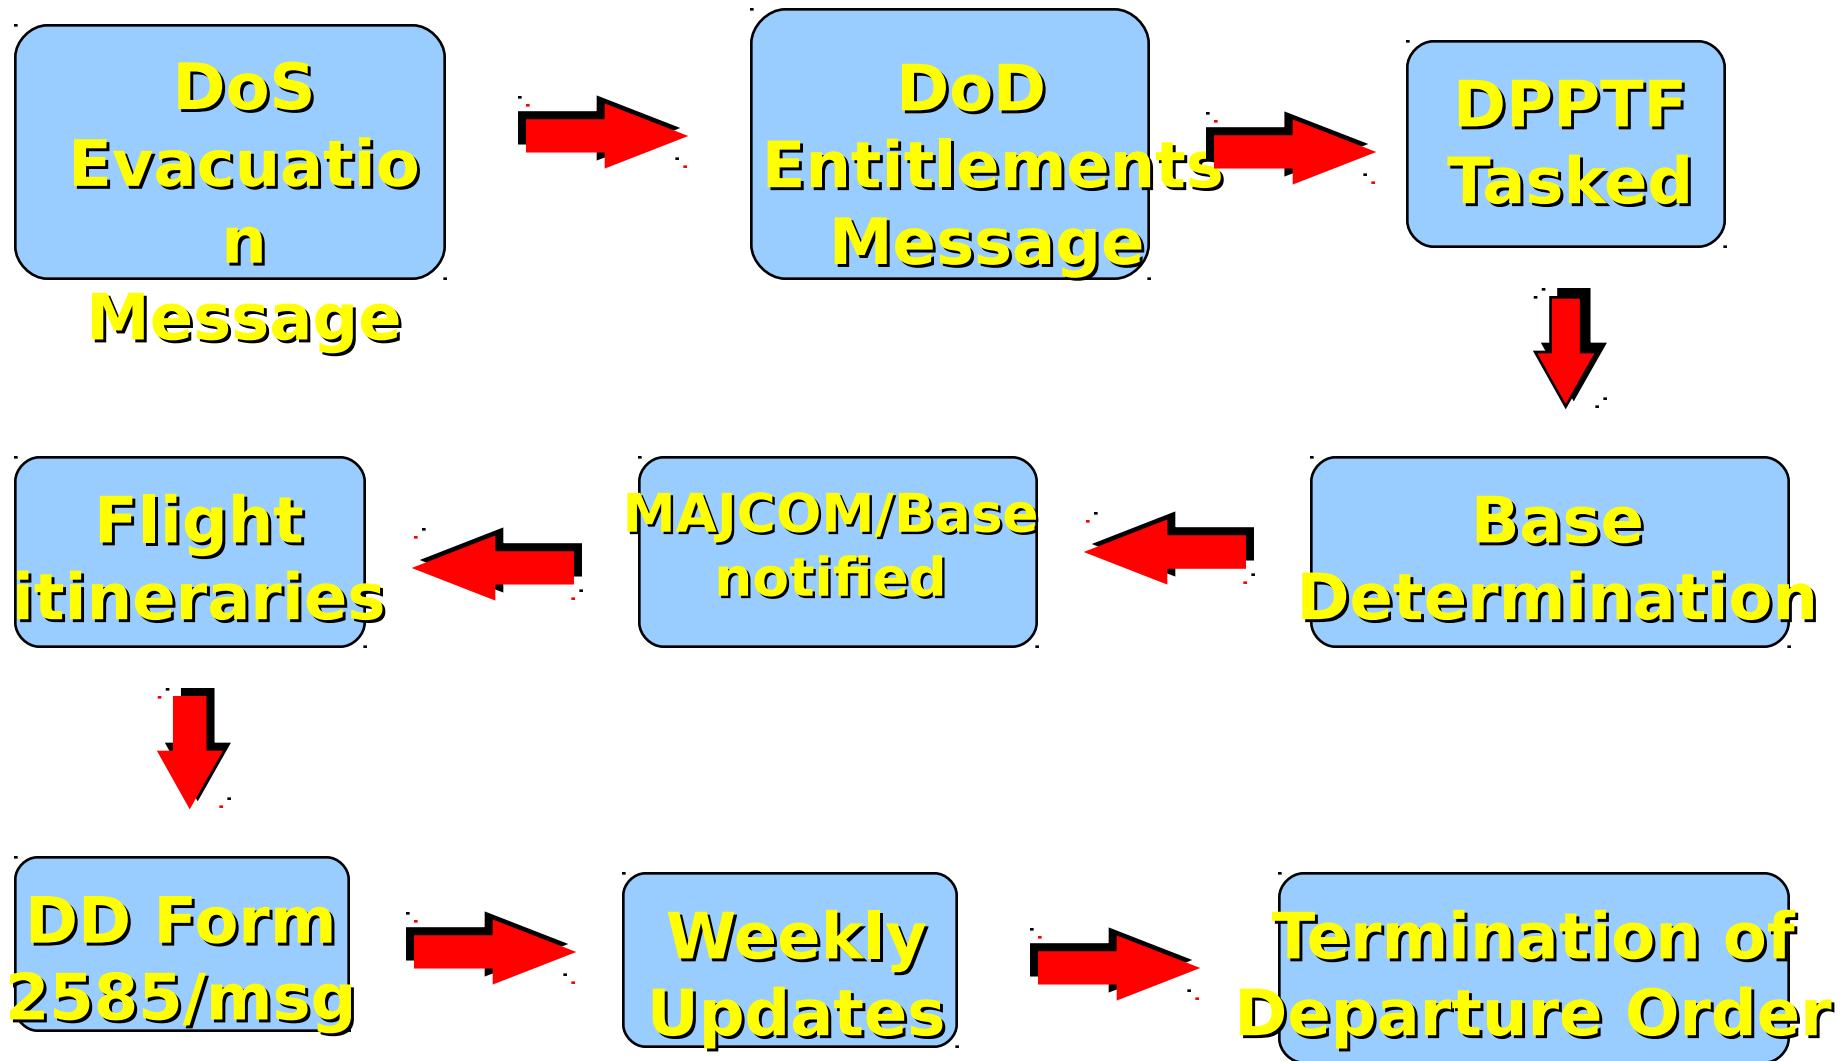 DoS
Evacuatio
n
Message
DoD
Entitlements
Message
DPPTF
Tasked
Base
Determination
MAJCOM/Base
notified
Flight
itineraries
DD Form
2585/msg
Weekly
Updates
Termination of
Departure Order